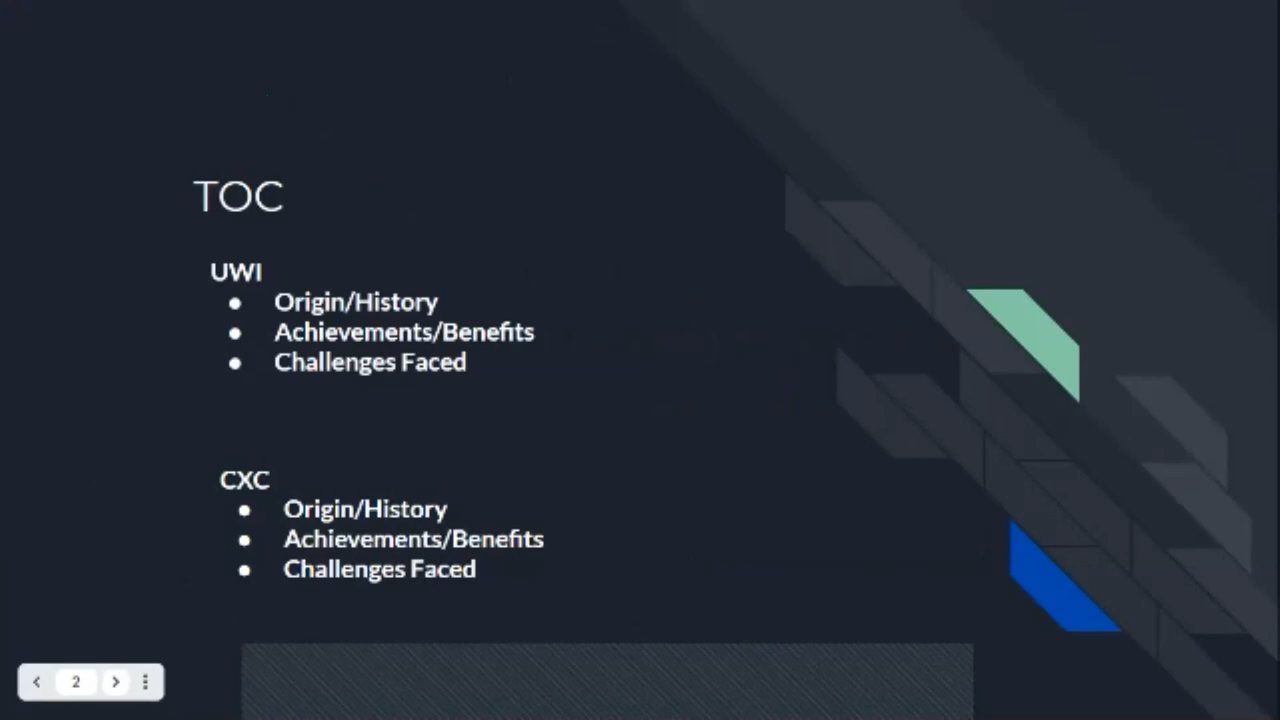 TOC
UWI
● Origin/History
● Achievements/Benefits
● Challenges Faced
CXC
● Origin/History
● Achievements/Benefits
● Challenges Faced
2